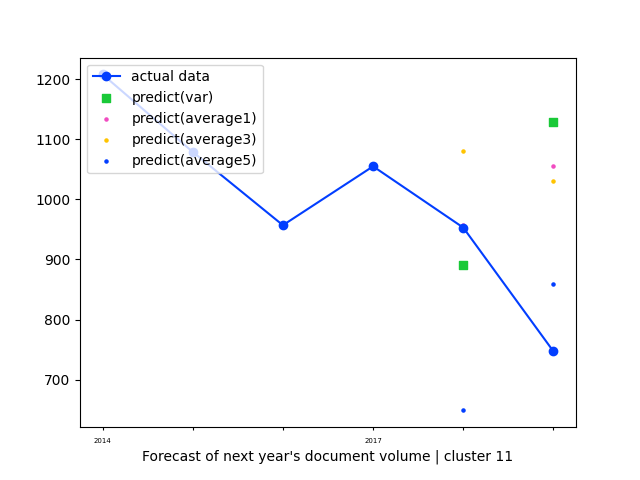 1200
1100
1000
900
800
700
actual data
predict(var)
predict(average1)
predict(average3)
predict(average5)
2014
2017
Forecast of next year's document volume | cluster 11